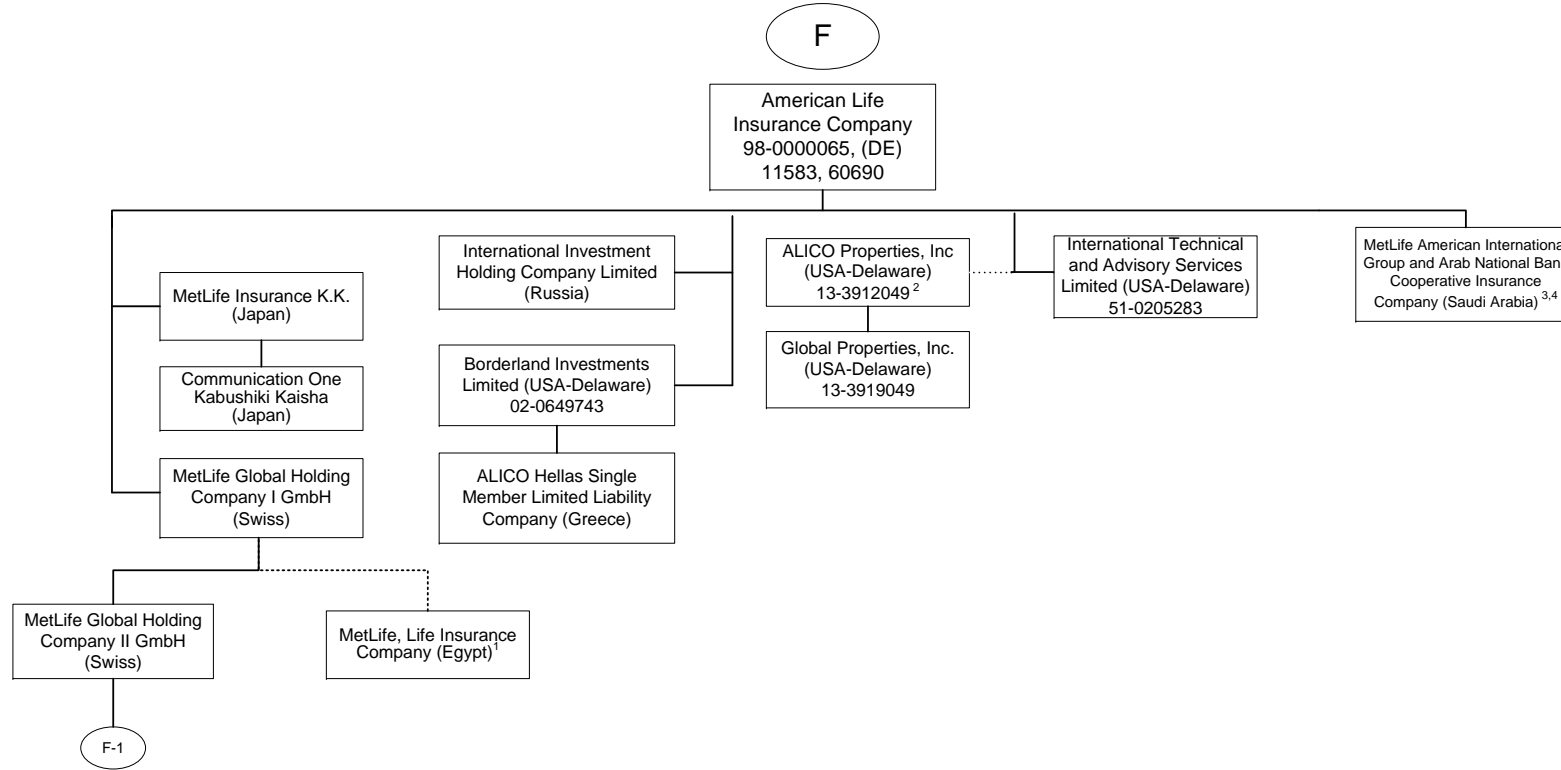 F
American Life
Insurance Company
98-0000065, (DE)
11583, 60690
International Investment
Holding Company Limited
(Russia)
ALICO Properties, Inc
(USA-Delaware)
13-3912049 2
International Technical
and Advisory Services
Limited (USA-Delaware)
51-0205283
MetLife American Internationa
Group and Arab National Ban
Cooperative Insurance
Company (Saudi Arabia) 3,4
MetLife Insurance K.K.
(Japan)
Communication One
Kabushiki Kaisha
(Japan)
Borderland Investments
Limited (USA-Delaware)
02-0649743
Global Properties, Inc.
(USA-Delaware)
13-3919049
MetLife Global Holding
Company I GmbH
(Swiss)
ALICO Hellas Single
Member Limited Liability
Company (Greece)
MetLife Global Holding
Company II GmbH
(Swiss)
MetLife, Life Insurance
Company (Egypt)1
F-1